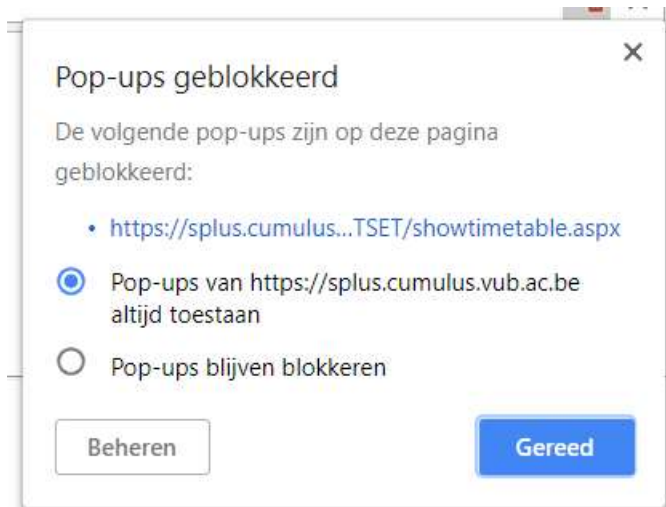 Pop-ups geblokkeerd
De volgende pop-ups zijn op deze pagina
geblokkeerd:
• https://splus.cumulus...TSET/showtimetable.aspx
Pop-ups van https://splus.cumulus.vub.ac.be
altijd toestaan
Pop-ups blijven blokkeren
Beheren
Gereed